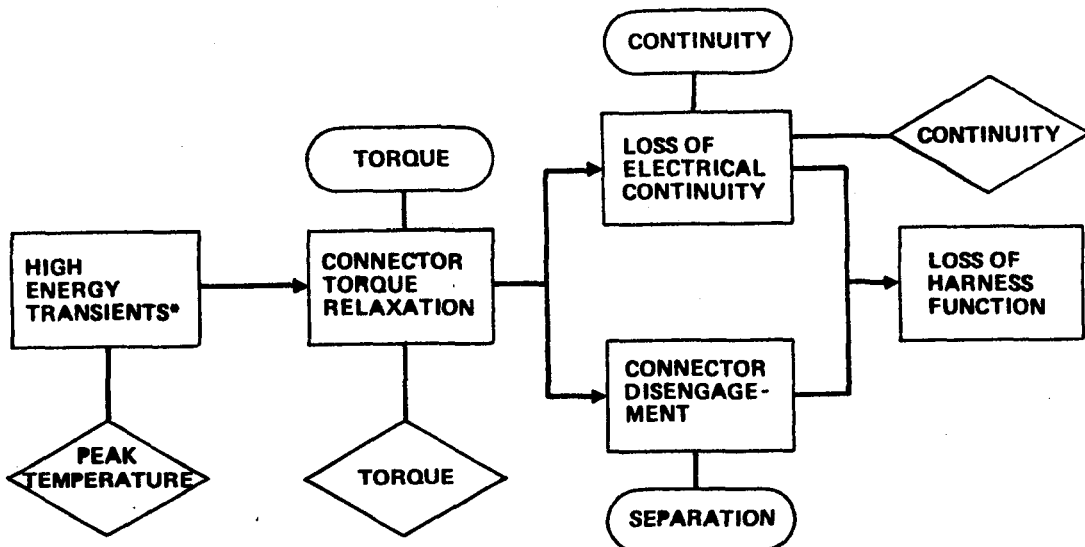 CONTINUITY
CONTINUITY
TORQUE
LOSS OF
ELECTRICAL
CONTINUITY
HIGH
ENERGY
TRANSIENTS*
CONNECTOR
TORQUE
RELAXATION
LOSS OF
HARNESS
FUNCTION
CONNECTOR
DISENGAGE-
MENT
PEAK
TEMPERATURE
TORQUE
SEPARATION